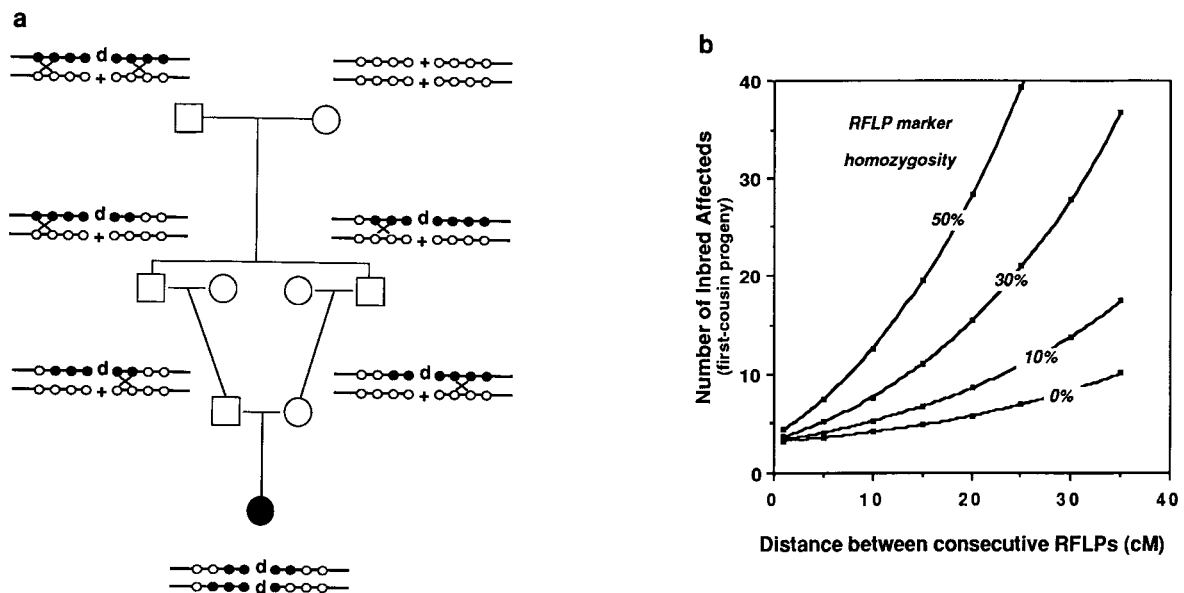 a
d
+
+
d
+
d
+
d
+
d
+
d
d
b
40
30
20
10
0
Number of Inbred Affecteds
(first-cousin progeny)
RFLP marker
homozygosity
50%
30%
10%
0%
0
10
20
30
40
Distance between consecutive RFLPs (cM)